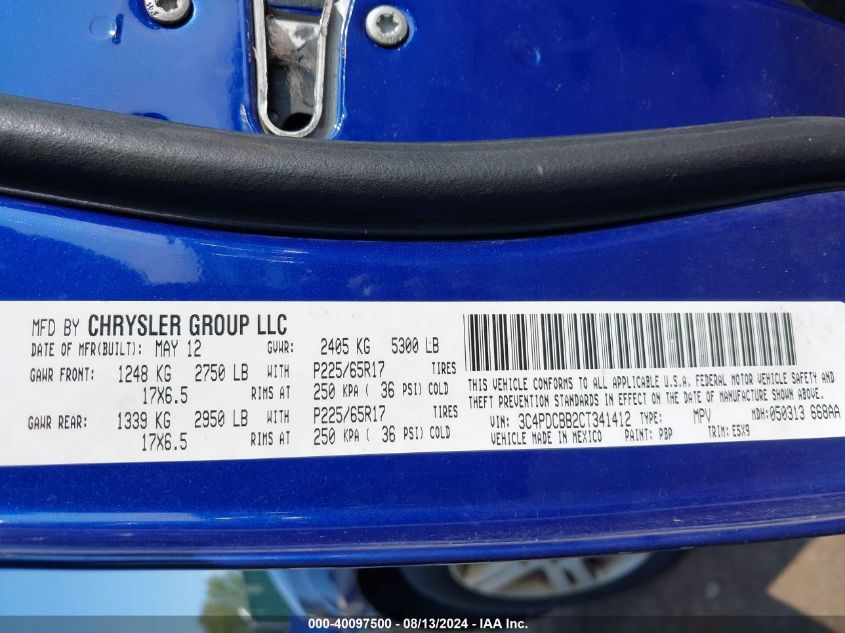 MFD BY CHRYSLER GROUP LLC
DATE OF MFR(BUILT): MAY 12 GVWR: 2405 KG 5300 LB
GAWR FRONT: 1248 KG 2750 LB WITH P225/65R17 TIRES
17X6.5 RIMS AT 250 KPA ( 36 PSI) COLD
GAWR REAR: 1339 KG 2950 LB WITH P225/65R17 TIRES
17X6.5 RIMS AT 250 KPA ( 36 PSI) COLD
THIS VEHICLE CONFORMS TO ALL APPLICABLE U.S.A. FEDERAL MOTOR VEHICLE SAFETY AND
THEFT PREVENTION STANDARDS IN EFFECT ON THE DATE OF MANUFACTURE SHOWN ABOVE.
VIN: 3C4PDCBB2CT341412 TYPE: MPV MDH: 050313 668AA
VEHICLE MADE IN MEXICO PAINT: PBP TRIM: E5X9
000-40097500 - 08/13/2024 - IAA Inc.